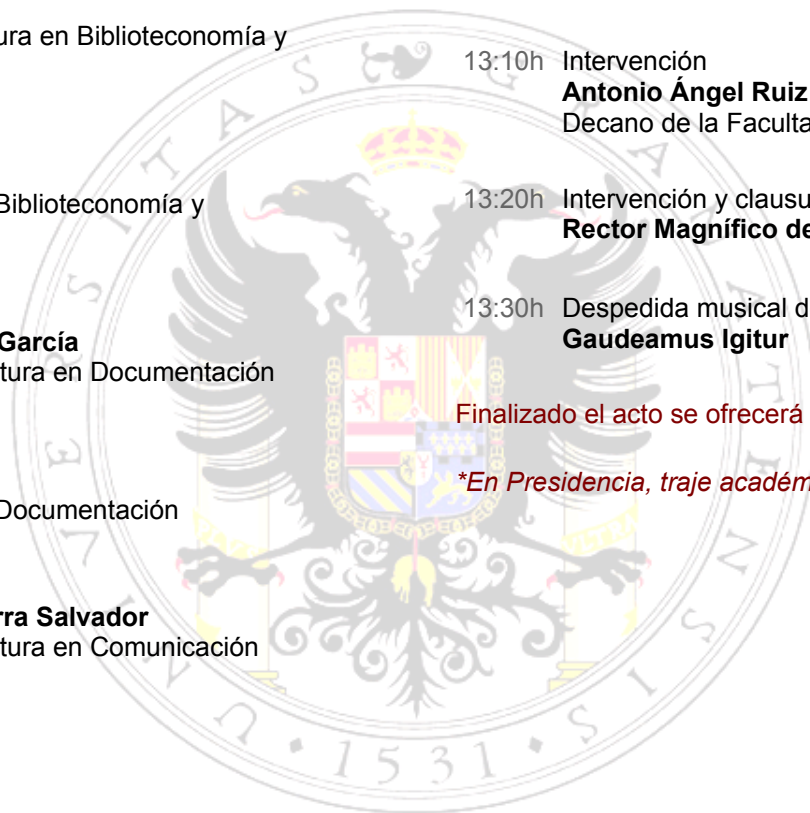 ura en Biblioteconomía y
Biblioteconomía y
García
tura en Documentación
Documentación
rra Salvador
tura en Comunicación
13:10h Intervención
Antonio Ángel Ruiz
Decano de la Faculta
13:20h Intervención y clausu
Rector Magnífico de
13:30h Despedida musical d
Gaudeamus Igitur
Finalizado el acto se ofrecerá
*En Presidencia, traje académ
UNIVERSITAS GRANATENSIS
1531